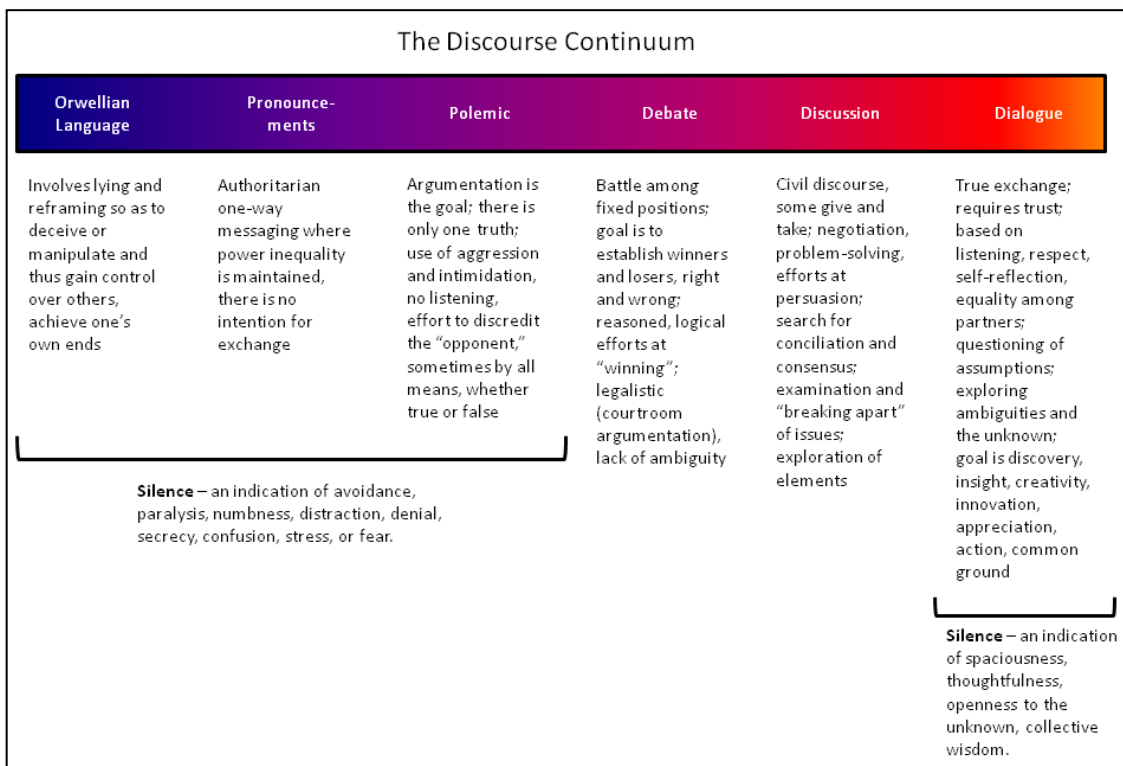 The Discourse Continuum
Orwellian
Language
Pronounce-
ments
Polemic
Debate
Discussion
Dialogue
Involves lying and
reframing so as to
deceive or
manipulate and
thus gain control
over others,
achieve one's
own ends
Authoritarian
one-way
messaging where
power inequality
is maintained,
there is no
intention for
exchange
Argumentation is
the goal; there is
only one truth;
use of aggression
and intimidation,
no listening,
effort to discredit
the “opponent,”
sometimes by all
means, whether
true or false
Battle among
fixed positions;
goal is to
establish winners
and losers, right
and wrong;
reasoned, logical
efforts at
“winning”;
legalistic
(courtroom
argumentation),
lack of ambiguity
Civil discourse,
some give and
take; negotiation,
problem-solving,
efforts at
persuasion;
search for
conciliation and
consensus;
examination and
“breaking apart”
of issues;
exploration of
elements
True exchange;
requires trust;
based on
listening, respect,
self-reflection,
equality among
partners;
questioning of
assumptions;
exploring
ambiguities and
the unknown;
goal is discovery,
insight, creativity,
innovation,
appreciation,
action, common
ground
Silence – an indication of avoidance,
paralysis, numbness, distraction, denial,
secrecy, confusion, stress, or fear.
Silence – an indication
of spaciousness,
thoughtfulness,
openness to the
unknown, collective
wisdom.